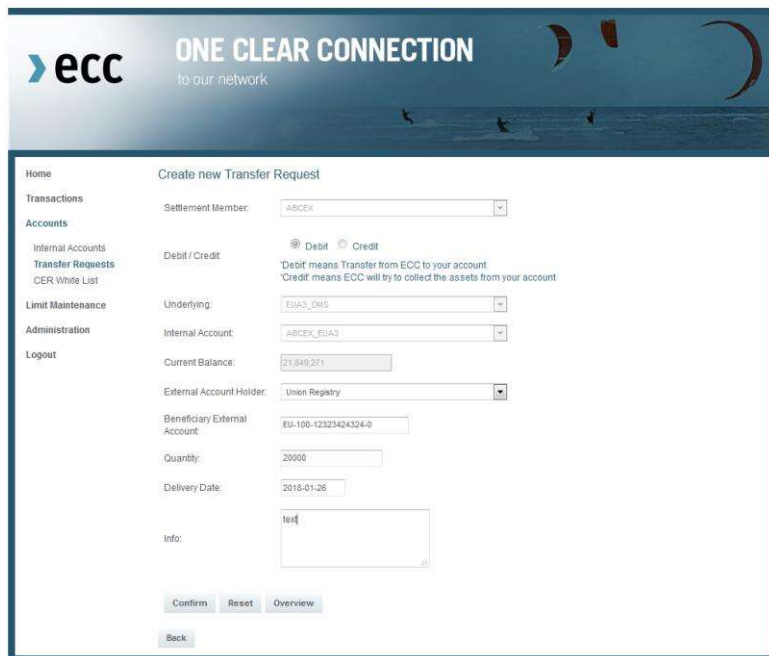 ecc
ONE CLEAR CONNECTION
to our network
Home
Transactions
Accounts
Internal Accounts
Transfer Requests
CER White List
Limit Maintenance
Administration
Logout
Create new Transfer Request
Settlement Member: ABCEX
Debit / Credit: Debit Credit
'Debit' means Transfer from ECC to your account
'Credit' means ECC will try to collect the assets from your account
Underlying: EUA3_DMS
Internal Account: ABCEX_EUA3
Current Balance: 21,849,271
External Account Holder: Union Registry
Beneficiary External
Account: EU-100-12323424324-0
Quantity: 20000
Delivery Date: 2018-01-26
Info: text
Confirm Reset Overview
Back